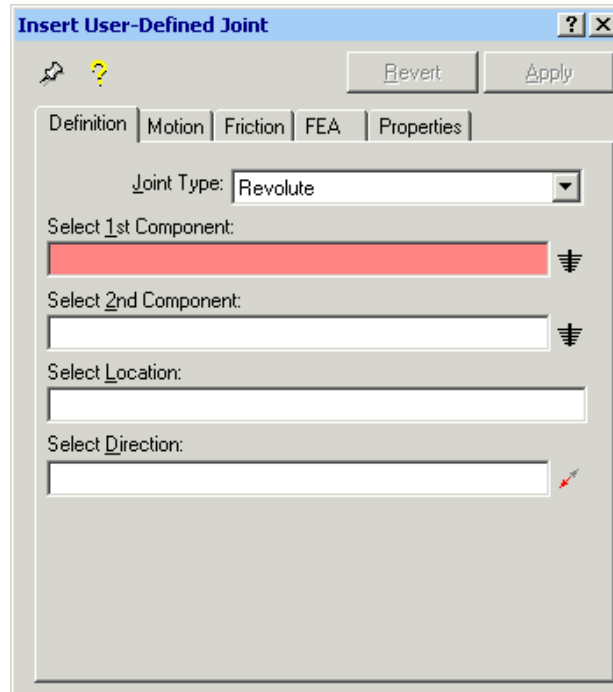 Insert User-Defined Joint
Revert Apply
Definition Motion Friction FEA Properties
Joint Type: Revolute
Select 1st Component:
Select 2nd Component:
Select Location:
Select Direction: